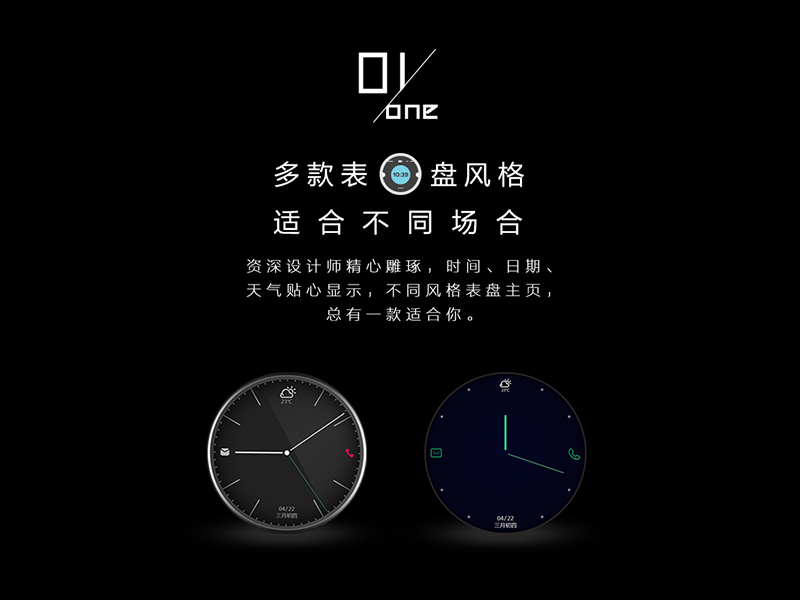 01
one
多款表 10:39 盘风格
适合不同场合
资深设计师精心雕琢，时间、日期、
天气贴心显示，不同风格表盘主页，
总有一款适合你。
23℃
04/22
三月初四
23℃
04/22
三月初四